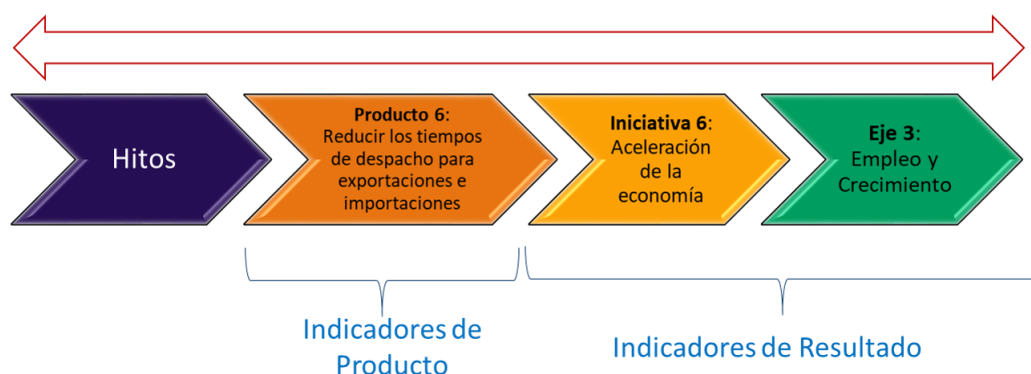 Hitos
Producto 6:
Reducir los tiempos
de despacho para
exportaciones e
importaciones
Iniciativa 6:
Aceleración
de la
economía
Eje 3:
Empleo y
Crecimiento
Indicadores de
Producto
Indicadores de Resultado